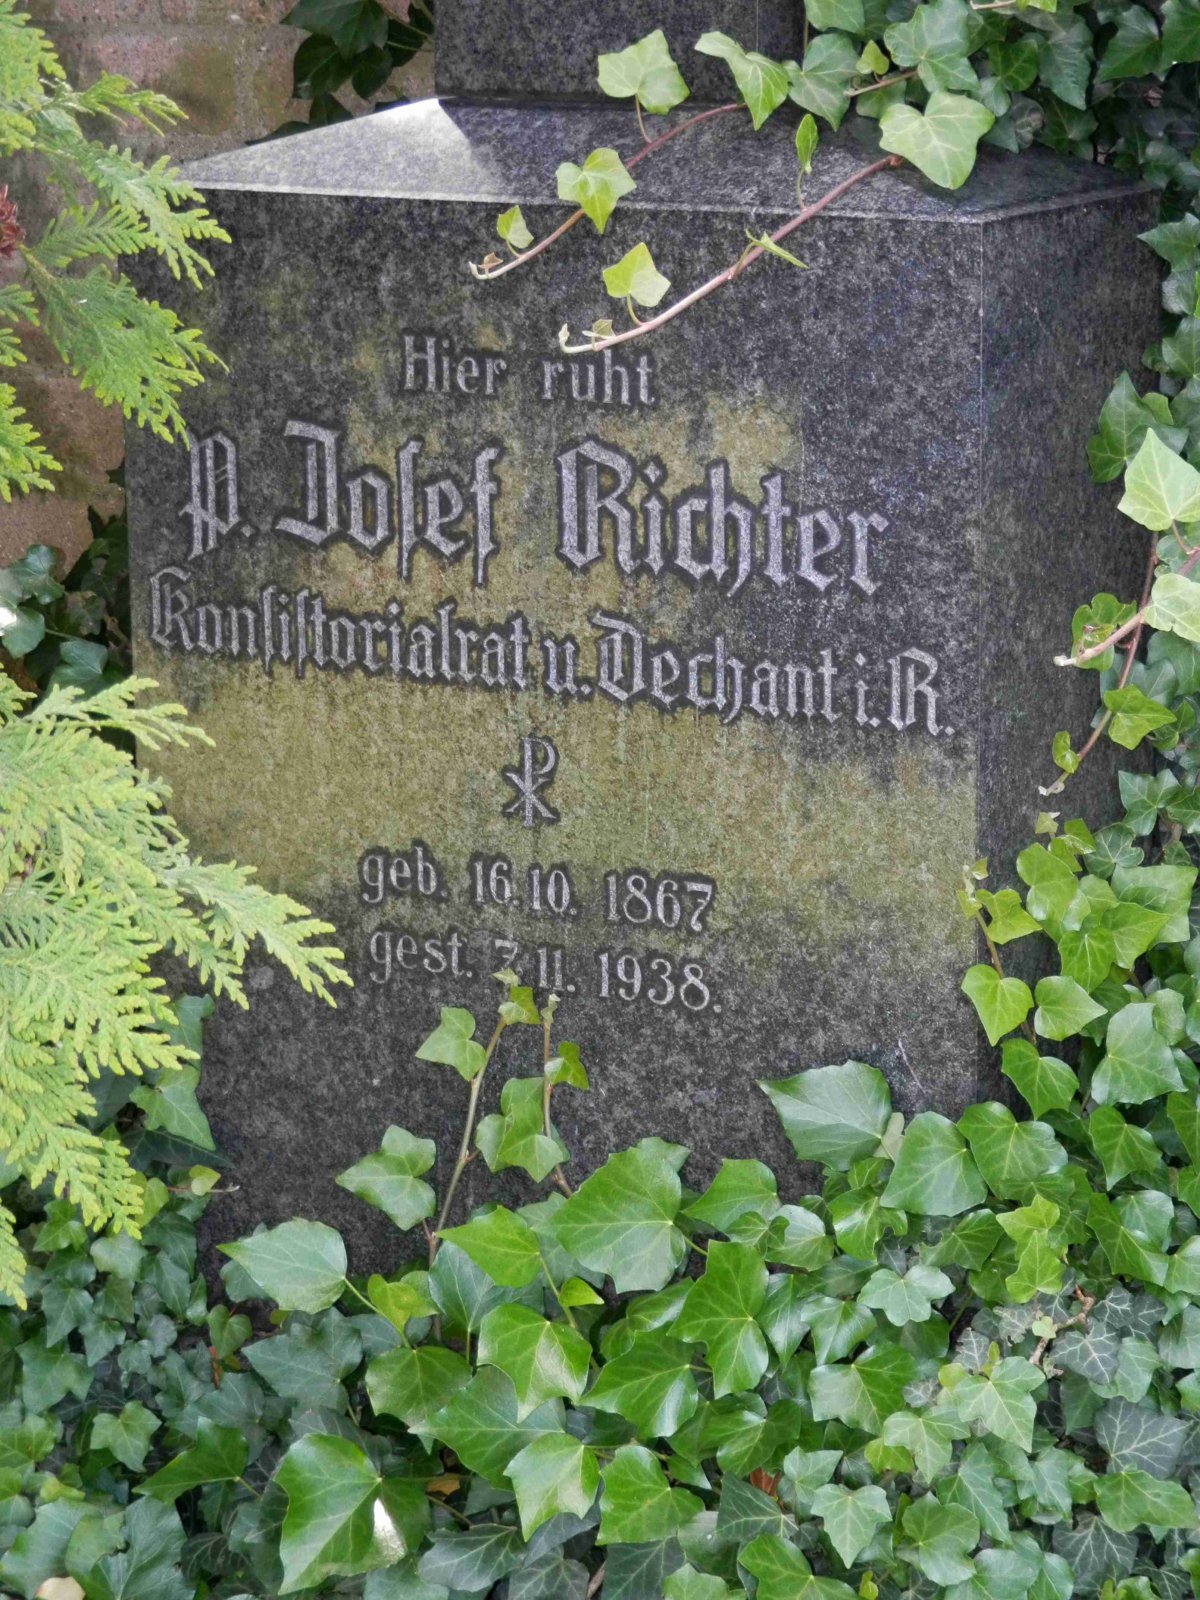 Hier ruht
P. Josef Richter
Konsistorialrat u. Dechant i. R.
☧
geb. 16. 10. 1867
gest. 7. 11. 1938.